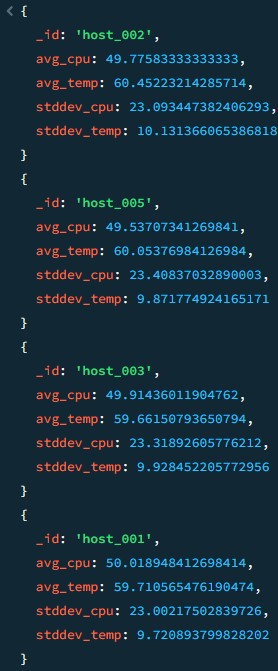 < {
_id: 'host_002',
avg_cpu: 49.77583333333333,
avg_temp: 60.45223214285714,
stddev_cpu: 23.093447382406293,
stddev_temp: 10.131366065386818
}
{
_id: 'host_005',
avg_cpu: 49.53707341269841,
avg_temp: 60.05376984126984,
stddev_cpu: 23.40837032890003,
stddev_temp: 9.871774924165171
}
{
_id: 'host_003',
avg_cpu: 49.91436011904762,
avg_temp: 59.66150793650794,
stddev_cpu: 23.31892605776212,
stddev_temp: 9.928452205772956
}
{
_id: 'host_001',
avg_cpu: 50.018948412698414,
avg_temp: 59.710565476190474,
stddev_cpu: 23.00217502839726,
stddev_temp: 9.720893799828202
}